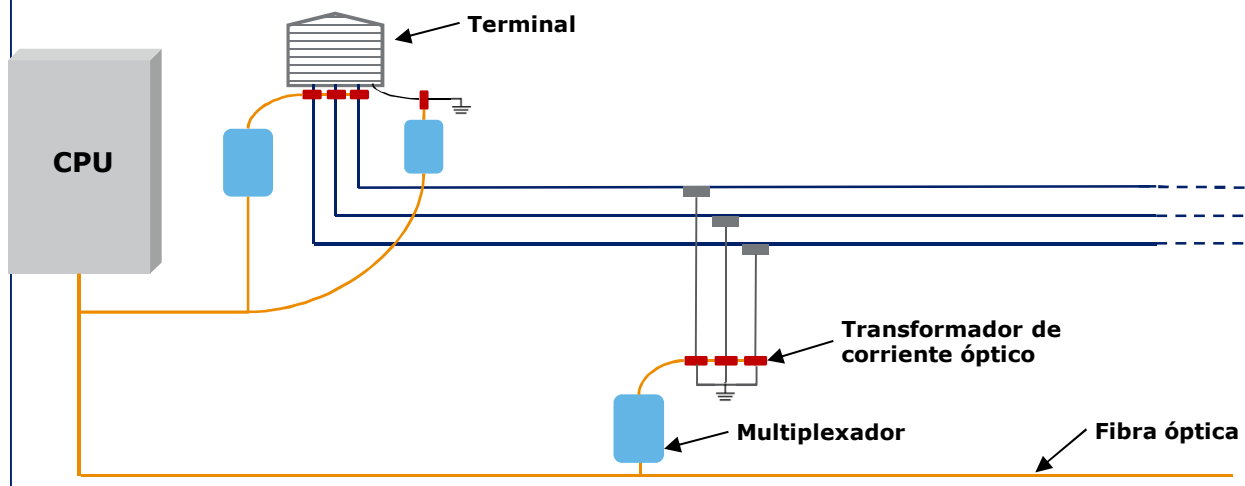 Terminal
CPU
Transformador de
corriente óptico
Multiplexador
Fibra óptica